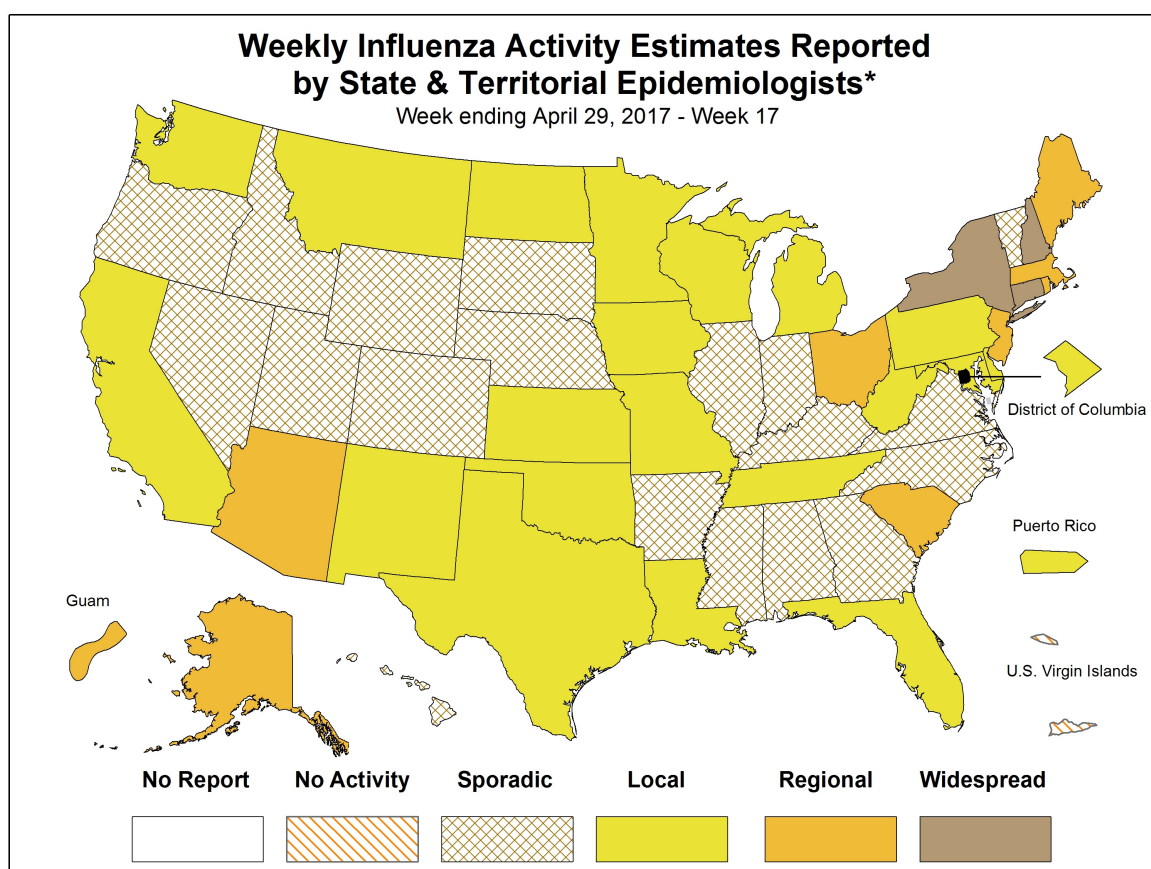 Weekly Influenza Activity Estimates Reported
by State & Territorial Epidemiologists*
Week ending April 29, 2017 - Week 17
District of Columbia
Puerto Rico
Guam
U.S. Virgin Islands
No Report No Activity Sporadic Local Regional Widespread